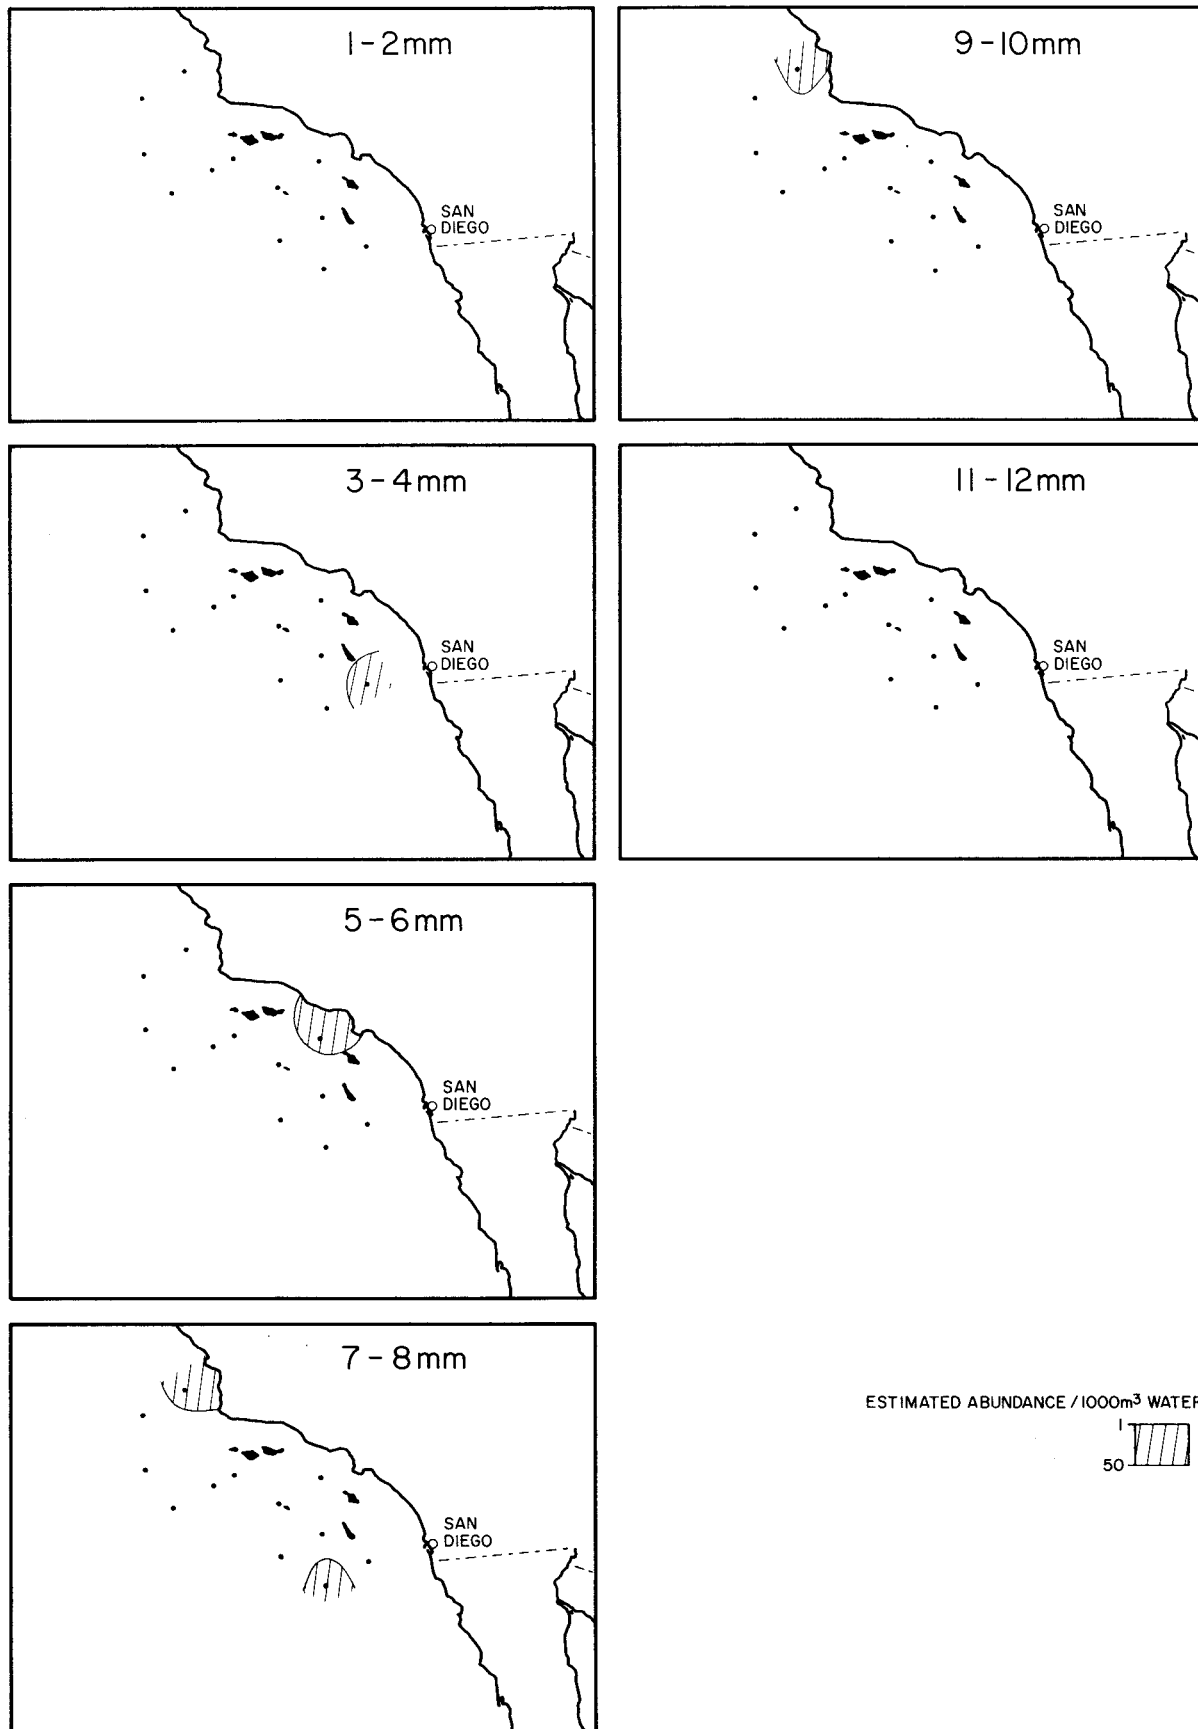 1-2mm
SAN
DIEGO
9-10mm
SAN
DIEGO
3-4mm
SAN
DIEGO
11-12mm
SAN
DIEGO
5-6mm
SAN
DIEGO
7-8mm
SAN
DIEGO
ESTIMATED ABUNDANCE/1000m³ WATER
1
50